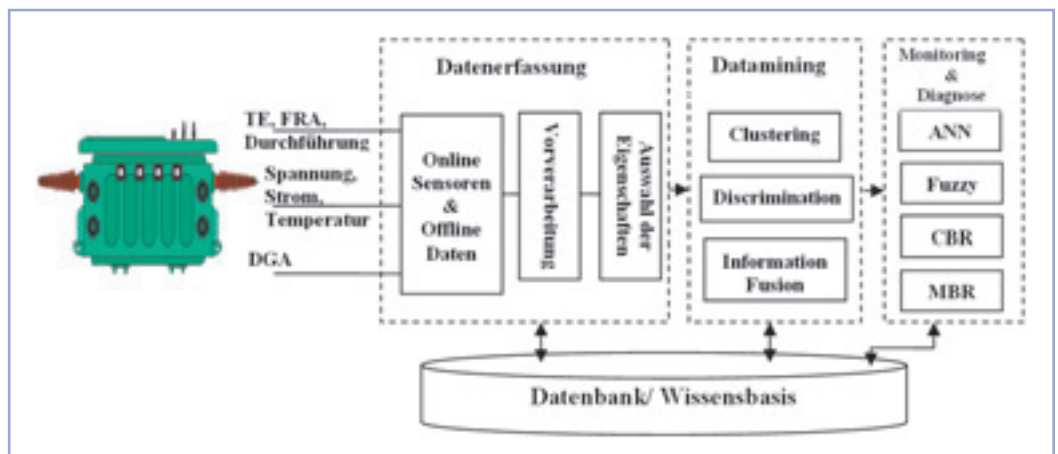 TE, FRA,
Durchführung
Spannung,
Strom,
Temperatur
DGA
Datenerfassung
Online
Sensoren
&
Offline
Daten
Vorverarbeitung
Auswahl der
Eigenschaften
Datamining
Clustering
Discrimination
Information
Fusion
Monitoring
&
Diagnose
ANN
Fuzzy
CBR
MBR
Datenbank/ Wissensbasis